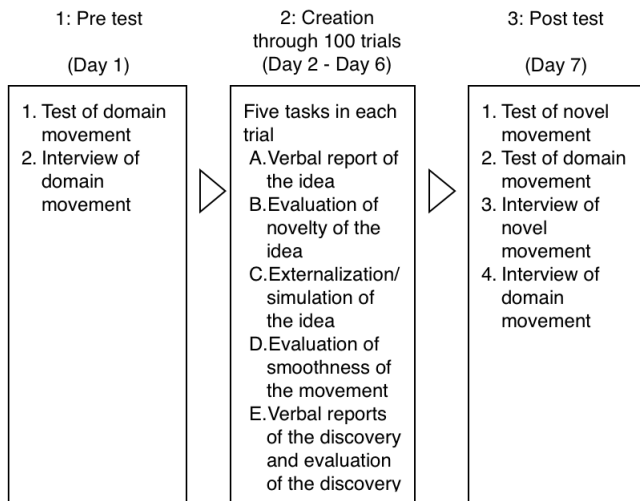 1: Pre test
(Day 1)
1. Test of domain
movement
2. Interview of
domain
movement
2: Creation
through 100 trials
(Day 2 - Day 6)
Five tasks in each
trial
A.Verbal report of
the idea
B.Evaluation of
novelty of the
idea
C.Externalization/
simulation of
the idea
D.Evaluation of
smoothness of
the movement
E.Verbal reports
of the discovery
and evaluation
of the discovery
3: Post test
(Day 7)
1. Test of novel
movement
2. Test of domain
movement
3. Interview of
novel
movement
4. Interview of
domain
movement